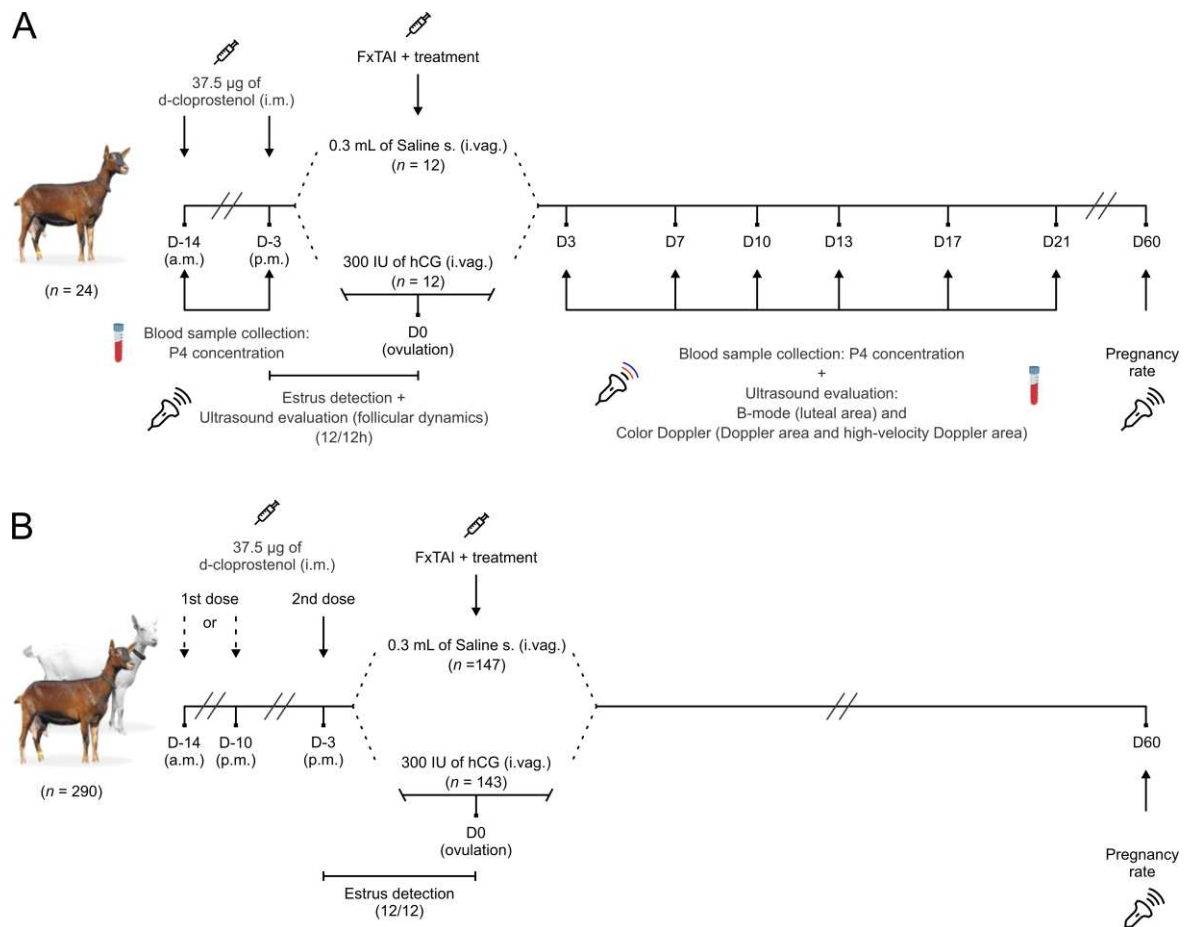 A
37.5 µg of
d-cloprostenol (i.m.)
FxTAI + treatment
0.3 mL of Saline s. (i.vag.)
(n = 12)
(n = 24)
D-14
(a.m.)
D-3
(p.m.)
300 IU of hCG (i.vag.)
(n = 12)
D0
(ovulation)
D3
D7
D10
D13
D17
D21
D60
Blood sample collection:
P4 concentration
Estrus detection +
Ultrasound evaluation (follicular dynamics)
(12/12h)
Blood sample collection: P4 concentration
+
Ultrasound evaluation:
B-mode (luteal area) and
Color Doppler (Doppler area and high-velocity Doppler area)
Pregnancy
rate
B
37.5 µg of
d-cloprostenol (i.m.)
1st dose
or
2nd dose
FxTAI + treatment
0.3 mL of Saline s. (i.vag.)
(n =147)
(n = 290)
D-14
(a.m.)
D-10
(p.m.)
D-3
(p.m.)
300 IU of hCG (i.vag.)
(n = 143)
D0
(ovulation)
D60
Estrus detection
(12/12)
Pregnancy
rate